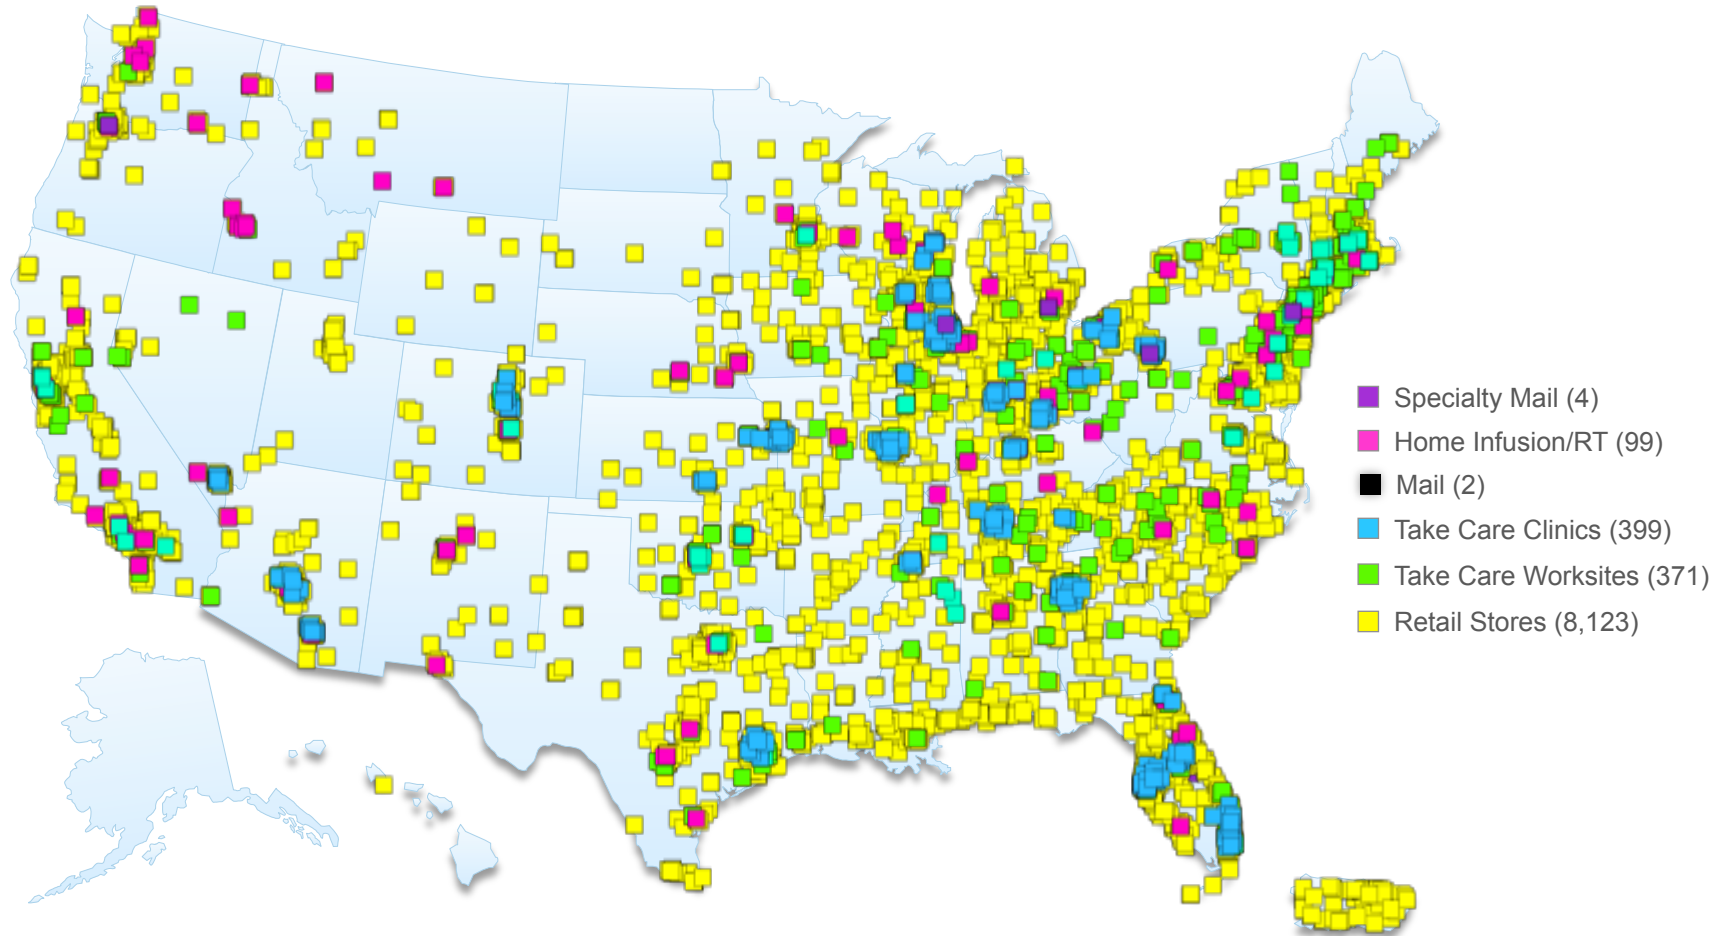 Specialty Mail (4)
Home Infusion/RT (99)
Mail (2)
Take Care Clinics (399)
Take Care Worksites (371)
Retail Stores (8,123)